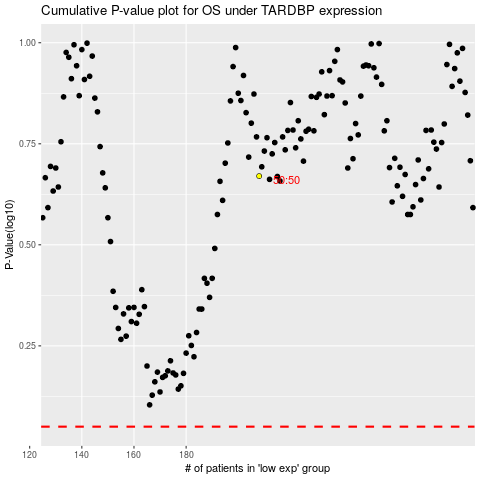 Cumulative P-value plot for OS under TARDBP expression
1.00
0.75
0.50
0.25
P-Value(log10)
50:50
120 140 160 180
# of patients in 'low exp' group